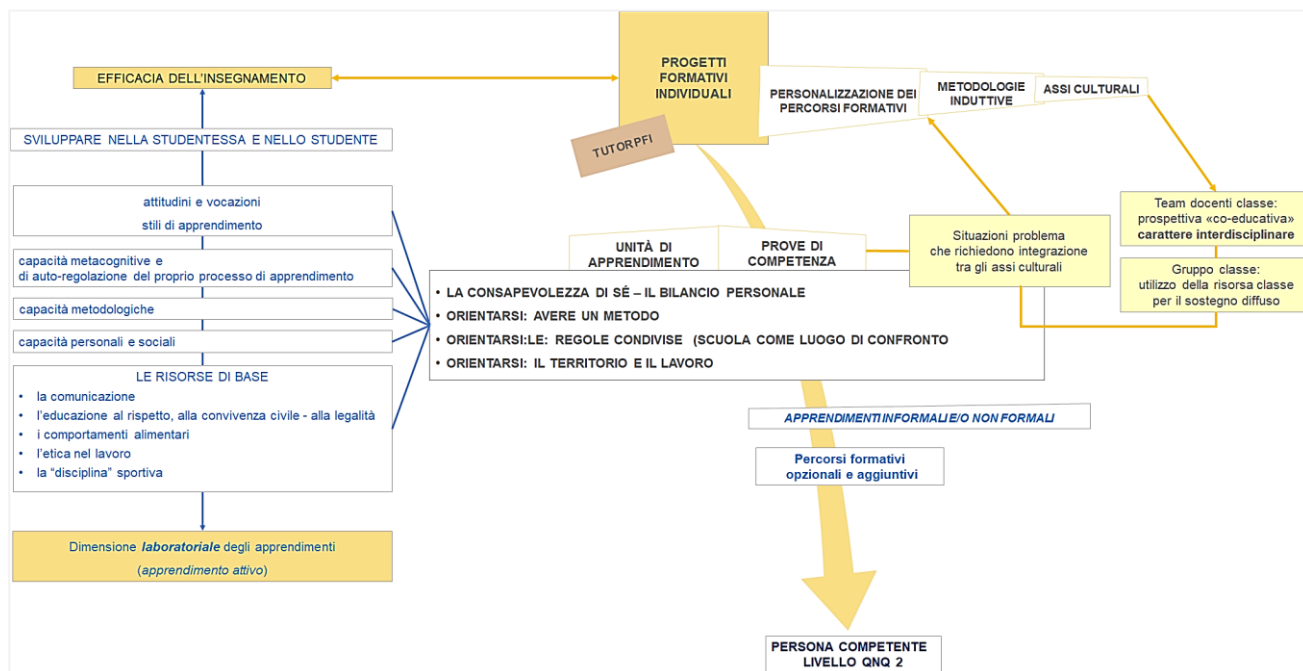 EFFICACIA DELL'INSEGNAMENTO
SVILUPPARE NELLA STUDENTESSA E NELLO STUDENTE
attitudini e vocazioni
stili di apprendimento
capacità metacognitive e
di auto-regolazione del proprio processo di apprendimento
capacità metodologiche
capacità personali e sociali
LE RISORSE DI BASE
• la comunicazione
• l'educazione al rispetto, alla convivenza civile - alla legalità
• i comportamenti alimentari
• l'etica nel lavoro
• la "disciplina" sportiva
Dimensione laboratoriale degli apprendimenti
(apprendimento attivo)
PROGETTI
FORMATIVI
INDIVIDUALI
TUTOR PFI
PERSONALIZZAZIONE DEI
PERCORSI FORMATIVI
METODOLOGIE
INDUTTIVE
ASSI CULTURALI
UNITÀ DI
APPRENDIMENTO
PROVE DI
COMPETENZA
• LA CONSAPEVOLEZZA DI SÉ – IL BILANCIO PERSONALE
• ORIENTARSI: AVERE UN METODO
• ORIENTARSI:LE: REGOLE CONDIVISE (SCUOLA COME LUOGO DI CONFRONTO
• ORIENTARSI: IL TERRITORIO E IL LAVORO
Situazioni problema
che richiedono integrazione
tra gli assi culturali
Team docenti classe:
prospettiva «co-educativa»
carattere interdisciplinare
Gruppo classe:
utilizzo della risorsa classe
per il sostegno diffuso
APPRENDIMENTI INFORMALI E/O NON FORMALI
Percorsi formativi
opzionali e aggiuntivi
PERSONA COMPETENTE
LIVELLO QNQ 2